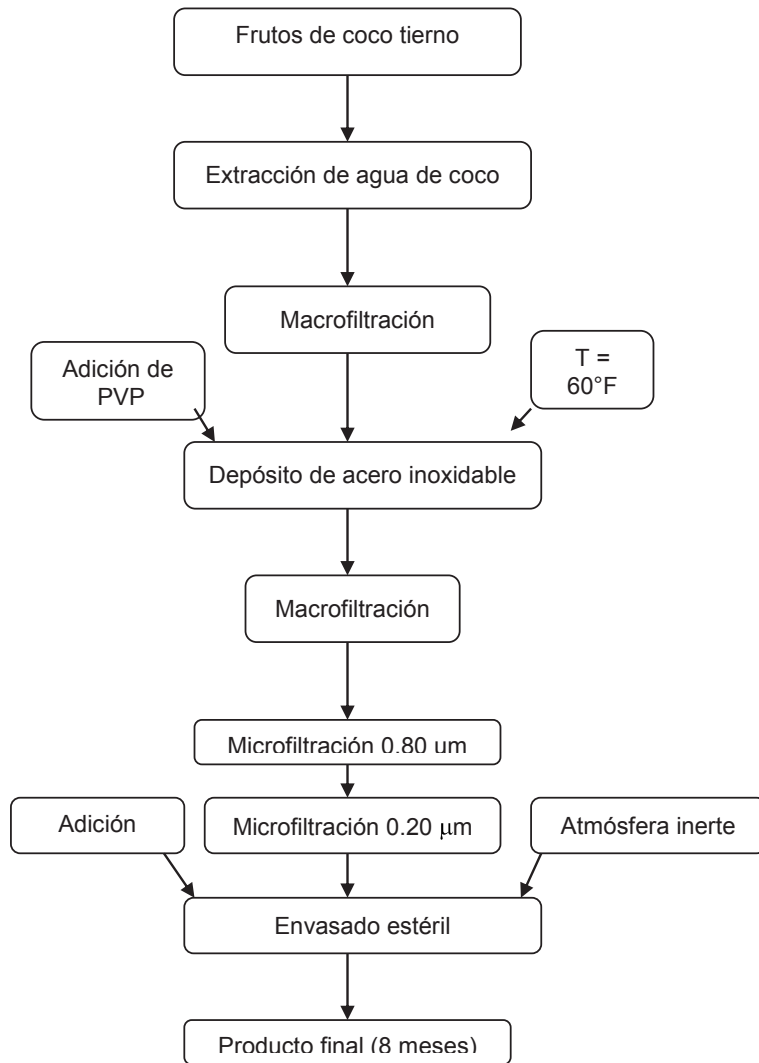 Frutos de coco tierno
Extracción de agua de coco
Macrofiltración
Adición de
PVP
T =
60°F
Depósito de acero inoxidable
Macrofiltración
Microfiltración 0.80 um
Adición
Microfiltración 0.20 μm
Atmósfera inerte
Envasado estéril
Producto final (8 meses)